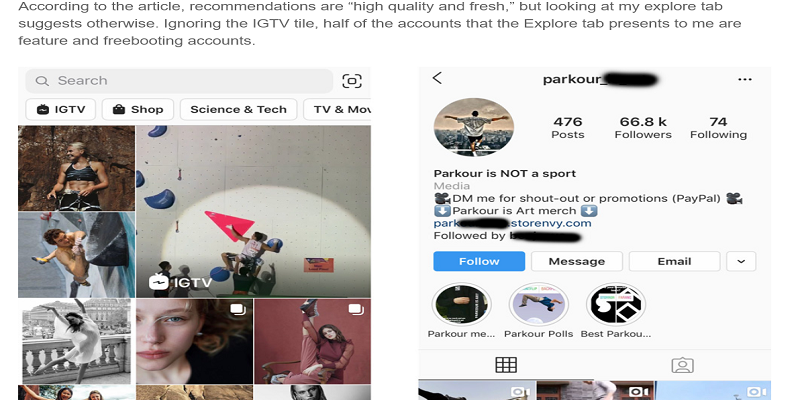 According to the article, recommendations are “high quality and fresh,” but looking at my explore tab
suggests otherwise. Ignoring the IGTV tile, half of the accounts that the Explore tab presents to me are
feature and freebooting accounts.
Search
IGTV
Shop
Science & Tech
TV & Mov
IGTV
parkour_
476
66.8 k
74
Posts
Followers
Following
Parkour is NOT a sport
Media
DM me for shout-out or promotions (PayPal)
Parkour is Art merch
park storenvy.com
Followed by b
Follow
Message
Email
Parkour me...
Parkour Polls
Best Parkou...